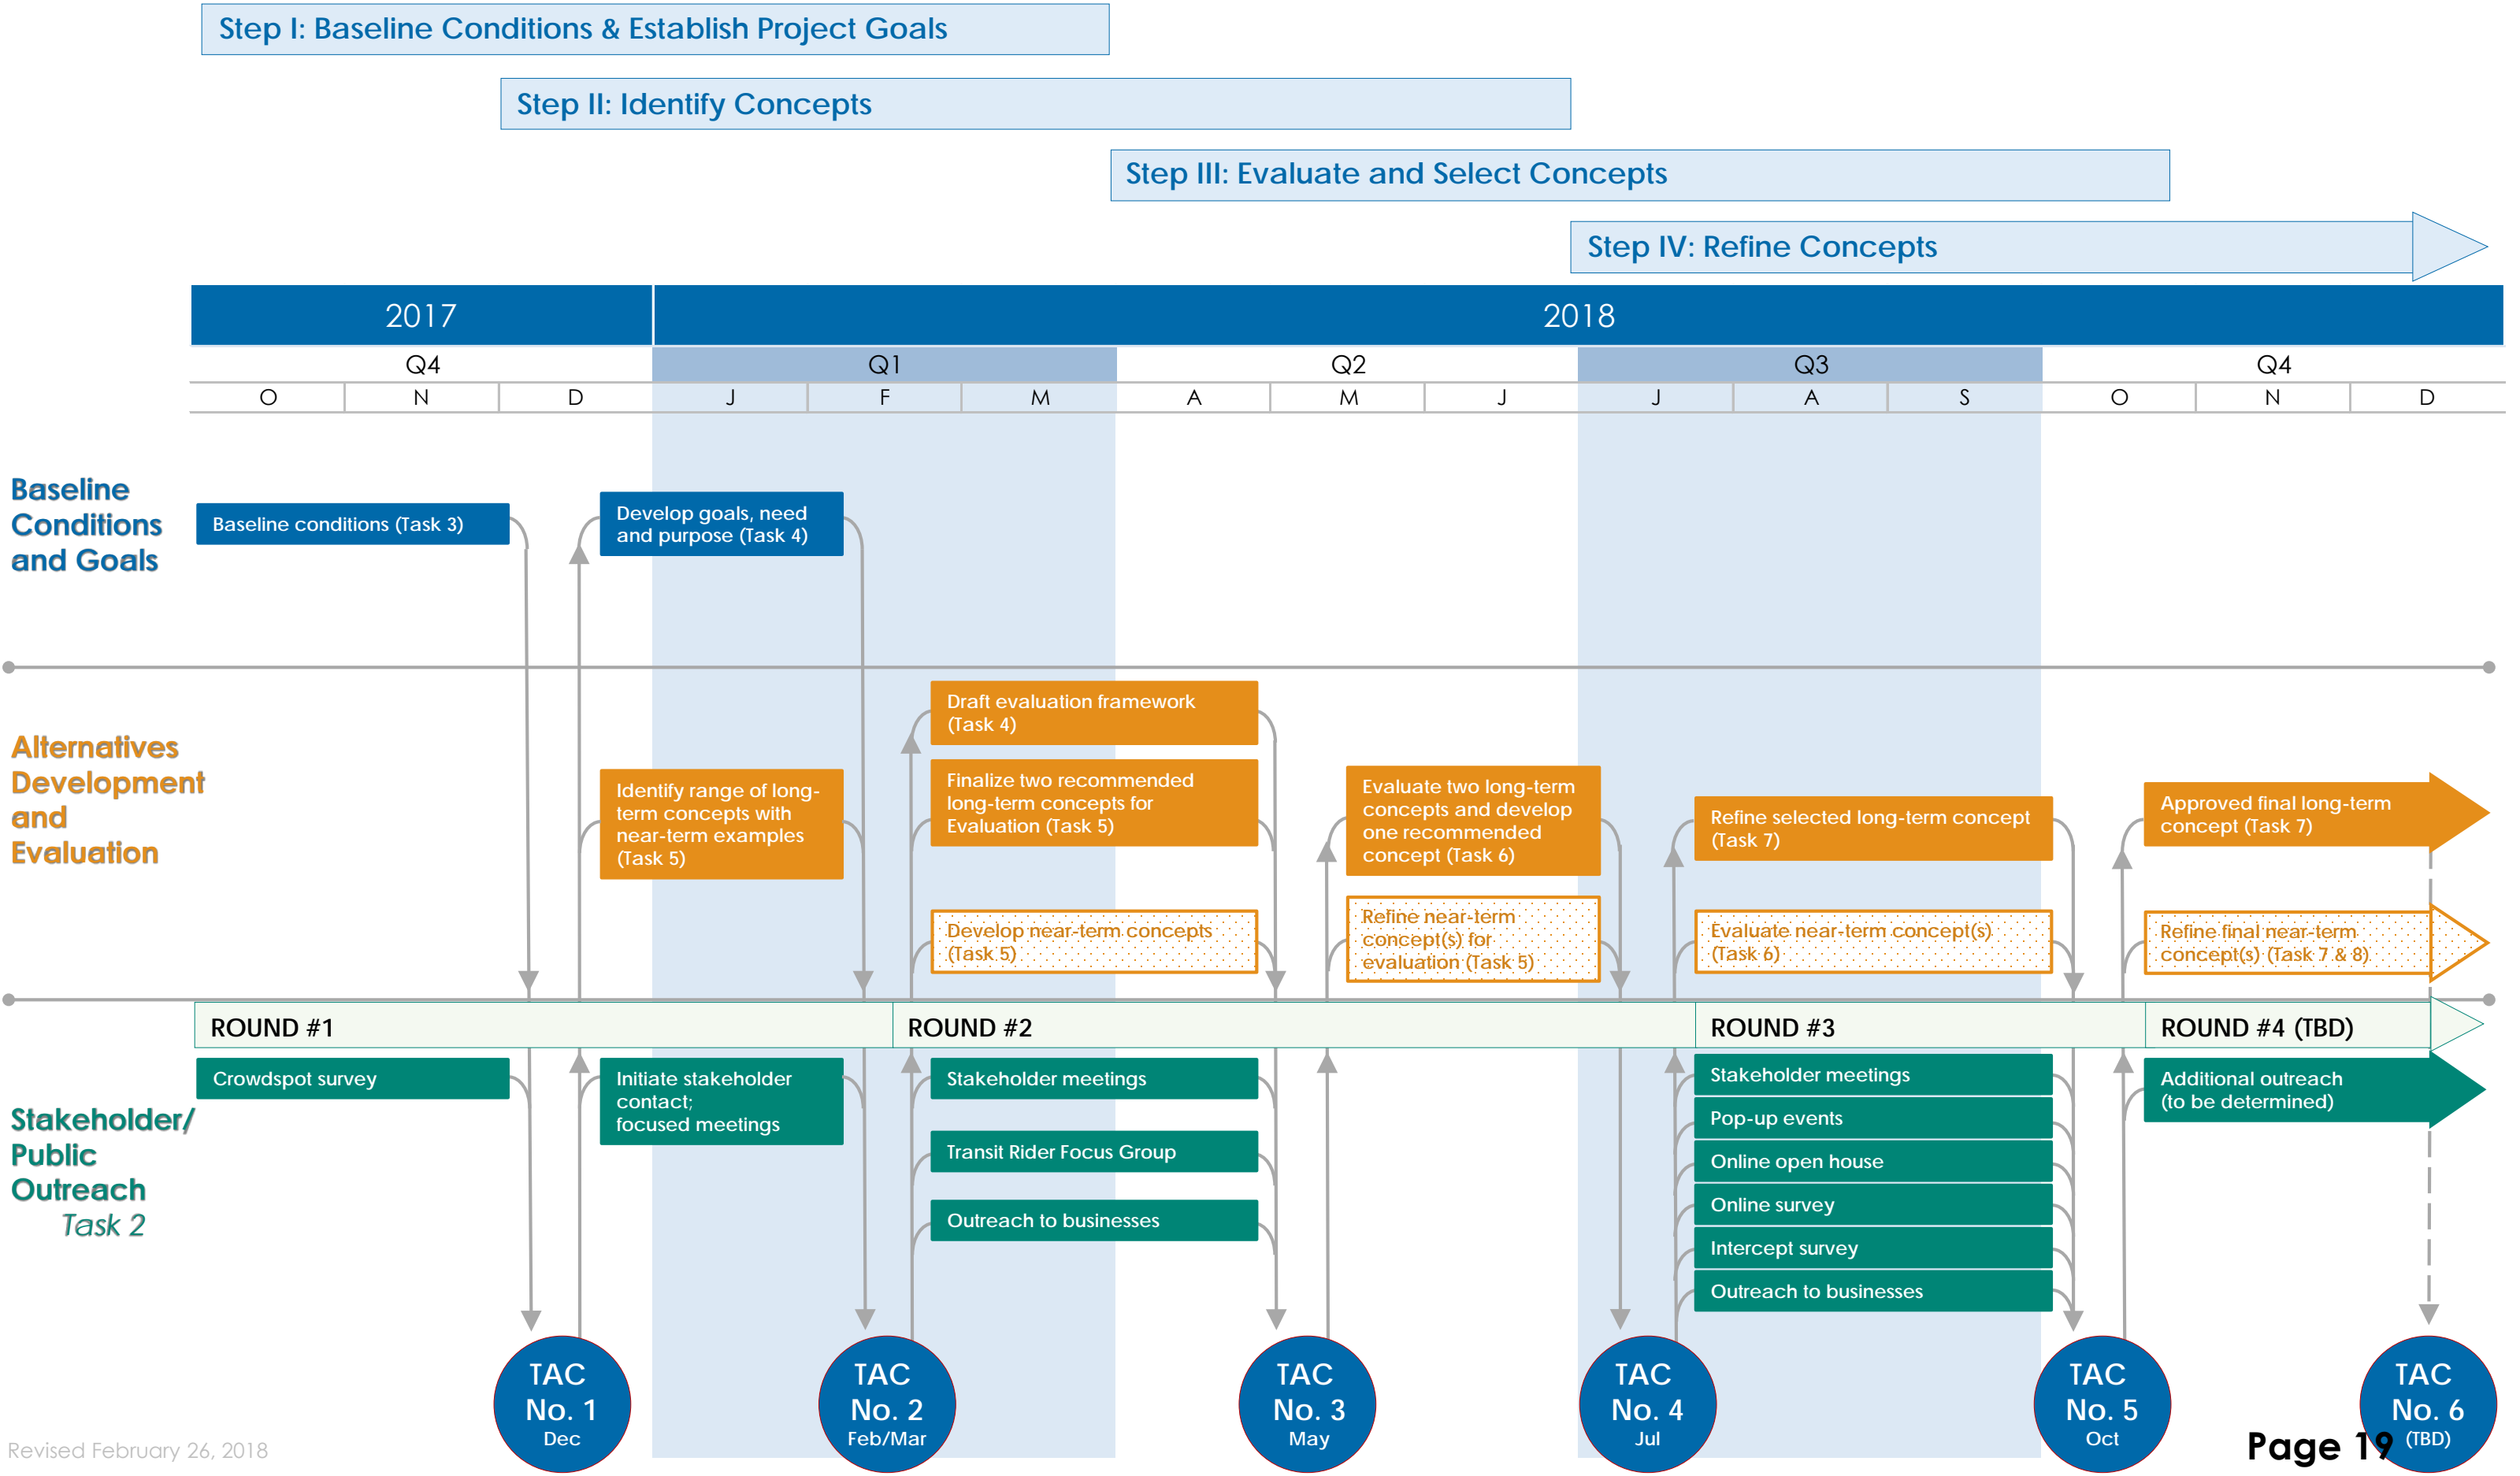 Step I: Baseline Conditions & Establish Project Goals
Step II: Identify Concepts
Step III: Evaluate and Select Concepts
Step IV: Refine Concepts
2017
2018
Q4
Q1
Q2
Q3
Q4
O
N
D
J
F
M
A
M
J
J
A
S
O
N
D
Baseline
Conditions
and Goals
Baseline conditions (Task 3)
Develop goals, need
and purpose (Task 4)
Alternatives
Development
and
Evaluation
Identify range of long-
term concepts with
near-term examples
(Task 5)
Draft evaluation framework
(Task 4)
Finalize two recommended
long-term concepts for
Evaluation (Task 5)
Develop near-term concepts
(Task 5)
Evaluate two long-term
concepts and develop
one recommended
concept (Task 6)
Refine near-term
concept(s) for
evaluation (Task 5)
Refine selected long-term concept
(Task 7)
Evaluate near-term concept(s)
(Task 6)
Approved final long-term
concept (Task 7)
Refine final near-term
concept(s) (Task 7 & 8)
ROUND #1
ROUND #2
ROUND #3
ROUND #4 (TBD)
Stakeholder/
Public
Outreach
Task 2
Crowdspot survey
Initiate stakeholder
contact;
focused meetings
Stakeholder meetings
Transit Rider Focus Group
Outreach to businesses
Stakeholder meetings
Pop-up events
Online open house
Online survey
Intercept survey
Outreach to businesses
Additional outreach
(to be determined)
TAC
No. 1
Dec
TAC
No. 2
Feb/Mar
TAC
No. 3
May
TAC
No. 4
Jul
TAC
No. 5
Oct
TAC
No. 6
(TBD)
Revised February 26, 2018
Page 19